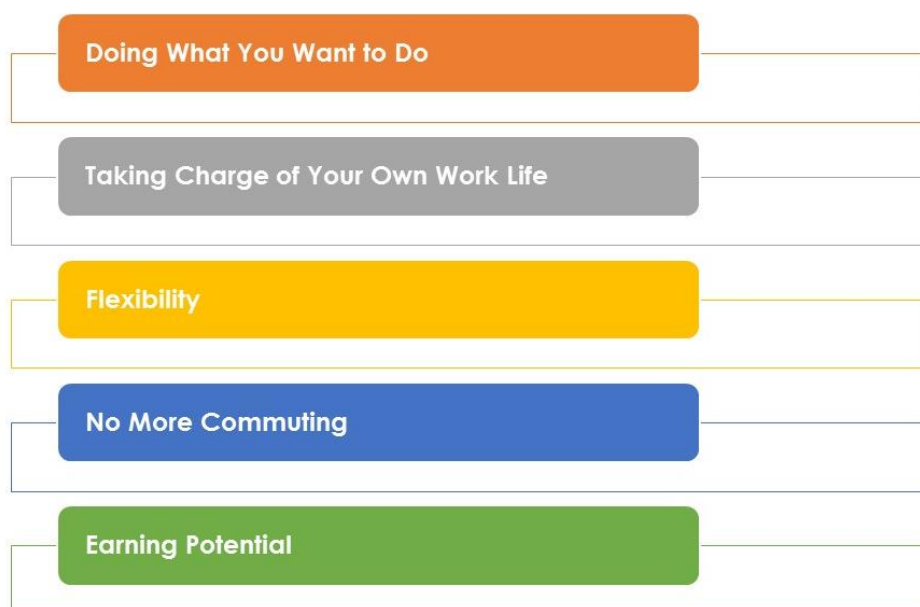 Doing What You Want to Do
Taking Charge of Your Own Work Life
Flexibility
No More Commuting
Earning Potential